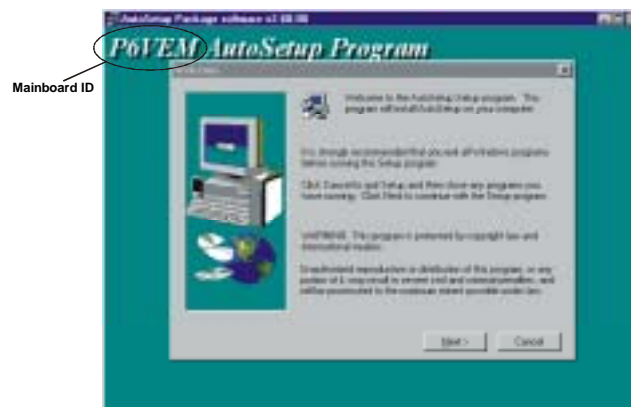 AutoSetup Package software v2.00.00
P6VEM AutoSetup Program
Mainboard ID
Welcome
Welcome to the AutoSetup Setup program. This
program will install AutoSetup on your computer.
It is strongly recommended that you exit all Windows programs
before running this Setup program.
Click Cancel to quit Setup and then close any programs you
have running. Click Next to continue with the Setup program.
WARNING: This program is protected by copyright law and
international treaties.
Unauthorized reproduction or distribution of this program, or any
portion of it, may result in severe civil and criminal penalties, and
will be prosecuted to the maximum extent possible under law.
Next >
Cancel